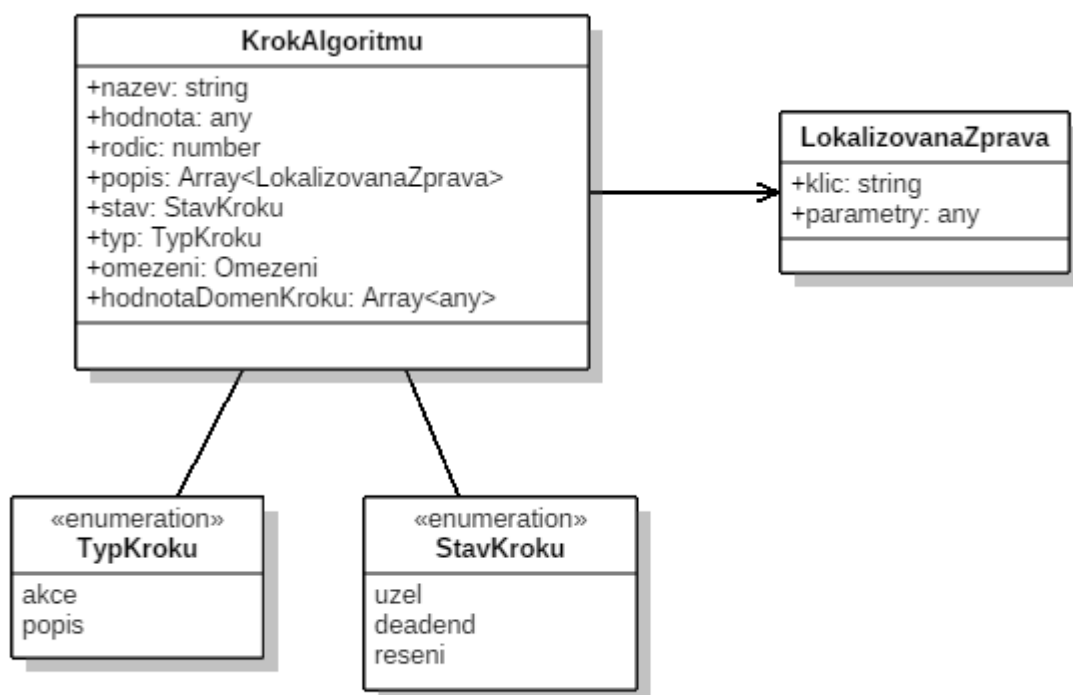 KrokAlgoritmu
+nazev: string
+hodnota: any
+rodic: number
+popis: Array<LokalizovanaZprava>
+stav: StavKroku
+typ: TypKroku
+omezeni: Omezeni
+hodnotaDomenKroku: Array<any>
LokalizovanaZprava
+klic: string
+parametry: any
«enumeration»
TypKroku
akce
popis
«enumeration»
StavKroku
uzel
deadend
reseni